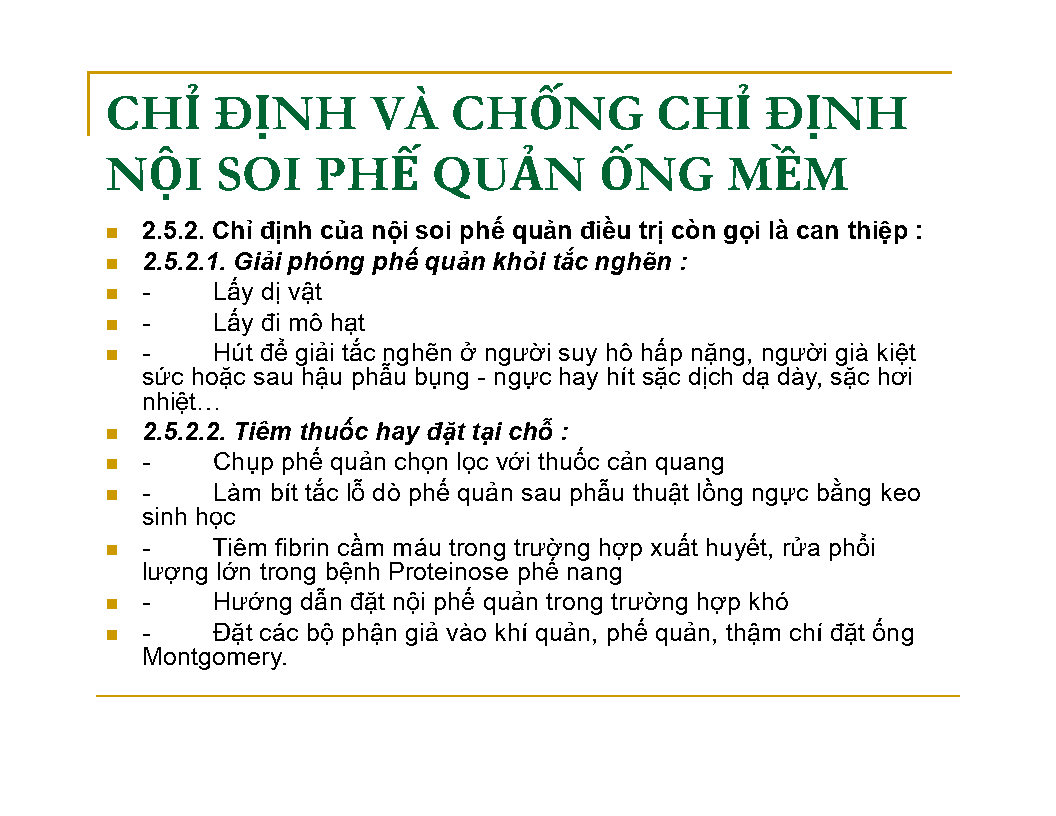 CHỈ ĐỊNH VÀ CHỐNG CHỈ ĐỊNH
NỘI SOI PHẾ QUẢN ỐNG MỀM
2.5.2. Chỉ định của nội soi phế quản điều trị còn gọi là can thiệp :
2.5.2.1. Giải phóng phế quản khỏi tắc nghẽn :
- Lấy dị vật
- Lấy đi mô hạt
- Hút để giải tắc nghẽn ở người suy hô hấp nặng, người già kiệt
sức hoặc sau hậu phẫu bụng - ngực hay hít sặc dịch dạ dày, sặc hơi
nhiệt…
2.5.2.2. Tiêm thuốc hay đặt tại chỗ :
- Chụp phế quản chọn lọc với thuốc cản quang
- Làm bít tắc lỗ dò phế quản sau phẫu thuật lồng ngực bằng keo
sinh học
- Tiêm fibrin cầm máu trong trường hợp xuất huyết, rửa phổi
lượng lớn trong bệnh Proteinose phế nang
- Hướng dẫn đặt nội phế quản trong trường hợp khó
- Đặt các bộ phận giả vào khí quản, phế quản, thậm chí đặt ống
Montgomery.